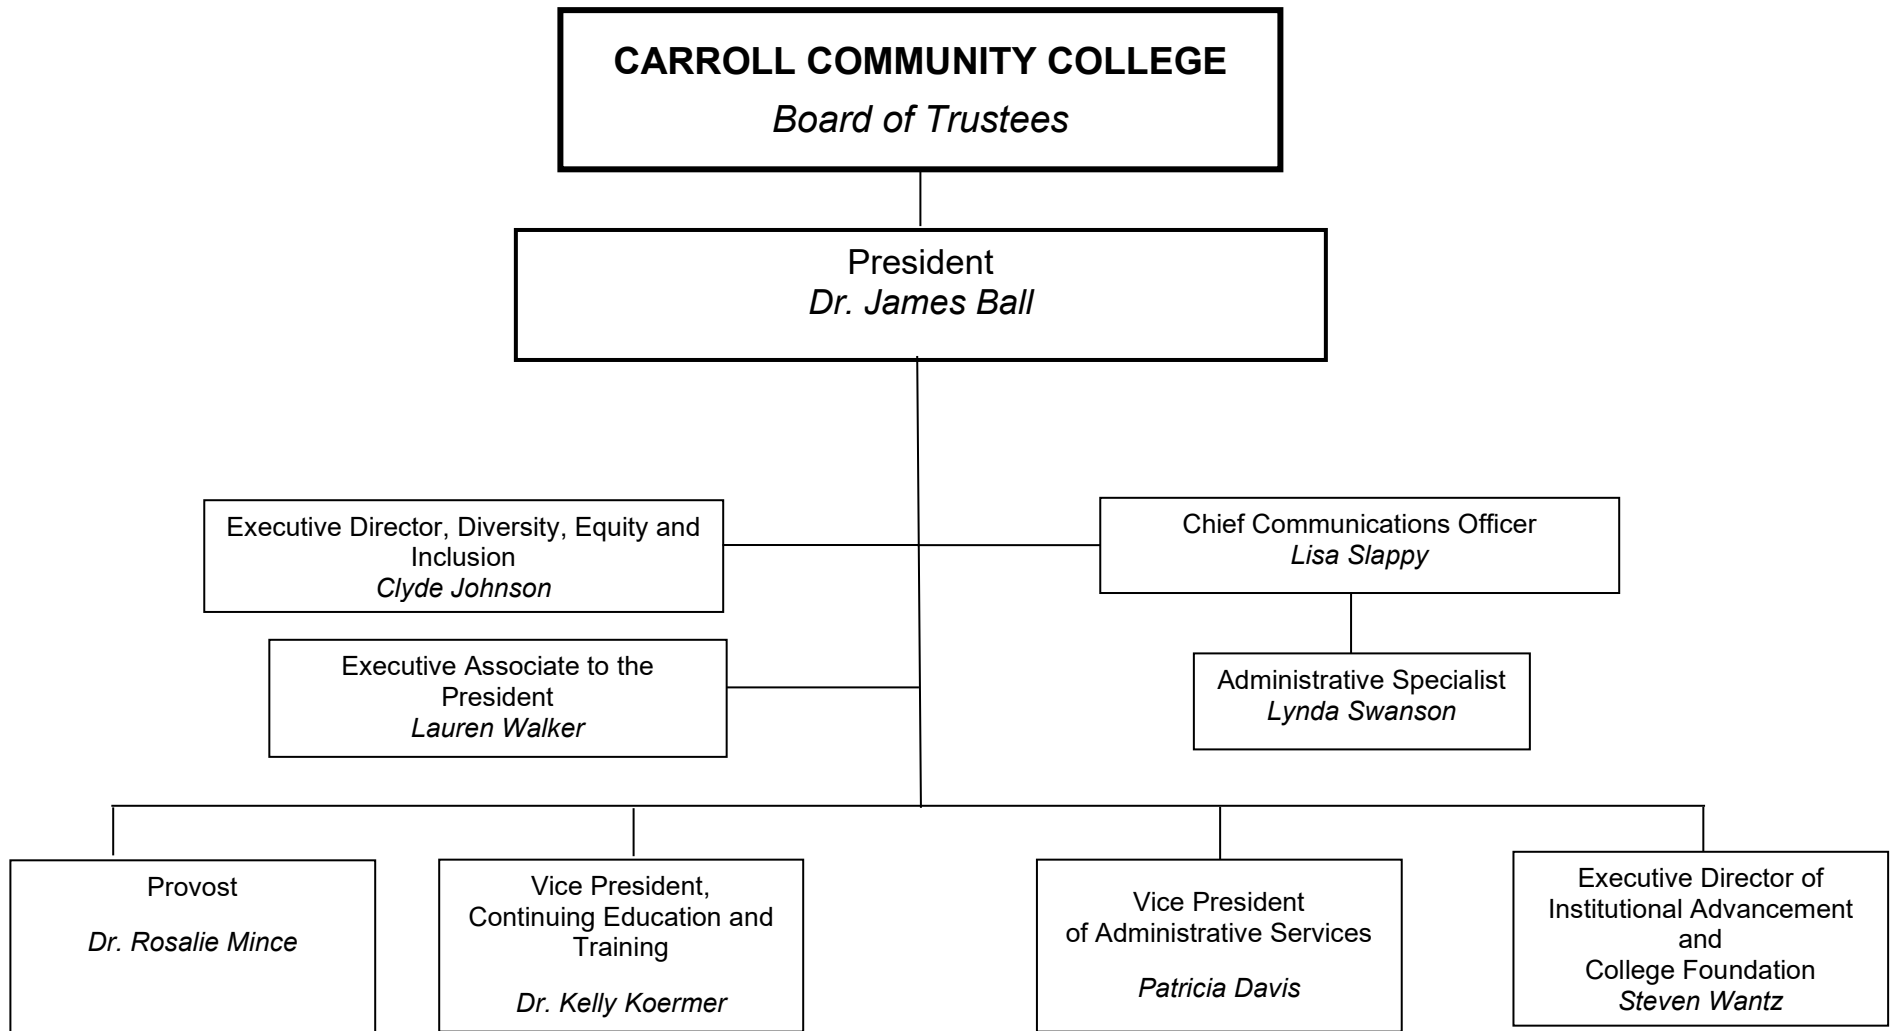 CARROLL COMMUNITY COLLEGE
Board of Trustees
President
Dr. James Ball
Executive Director, Diversity, Equity and
Inclusion
Clyde Johnson
Chief Communications Officer
Lisa Slappy
Executive Associate to the
President
Lauren Walker
Administrative Specialist
Lynda Swanson
Provost
Dr. Rosalie Mince
Vice President,
Continuing Education and
Training
Dr. Kelly Koermer
Vice President
of Administrative Services
Patricia Davis
Executive Director of
Institutional Advancement
and
College Foundation
Steven Wantz